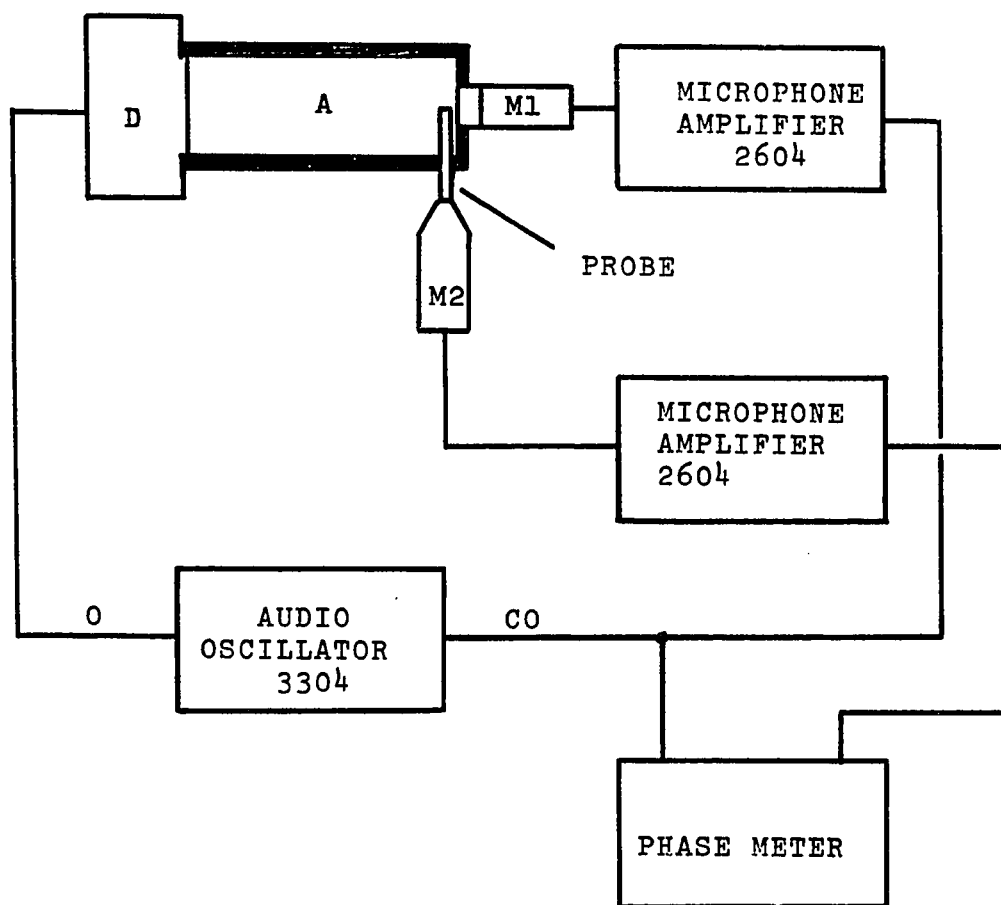 D
A
M1
MICROPHONE
AMPLIFIER
2604
PROBE
M2
MICROPHONE
AMPLIFIER
2604
O
AUDIO
OSCILLATOR
3304
CO
PHASE METER